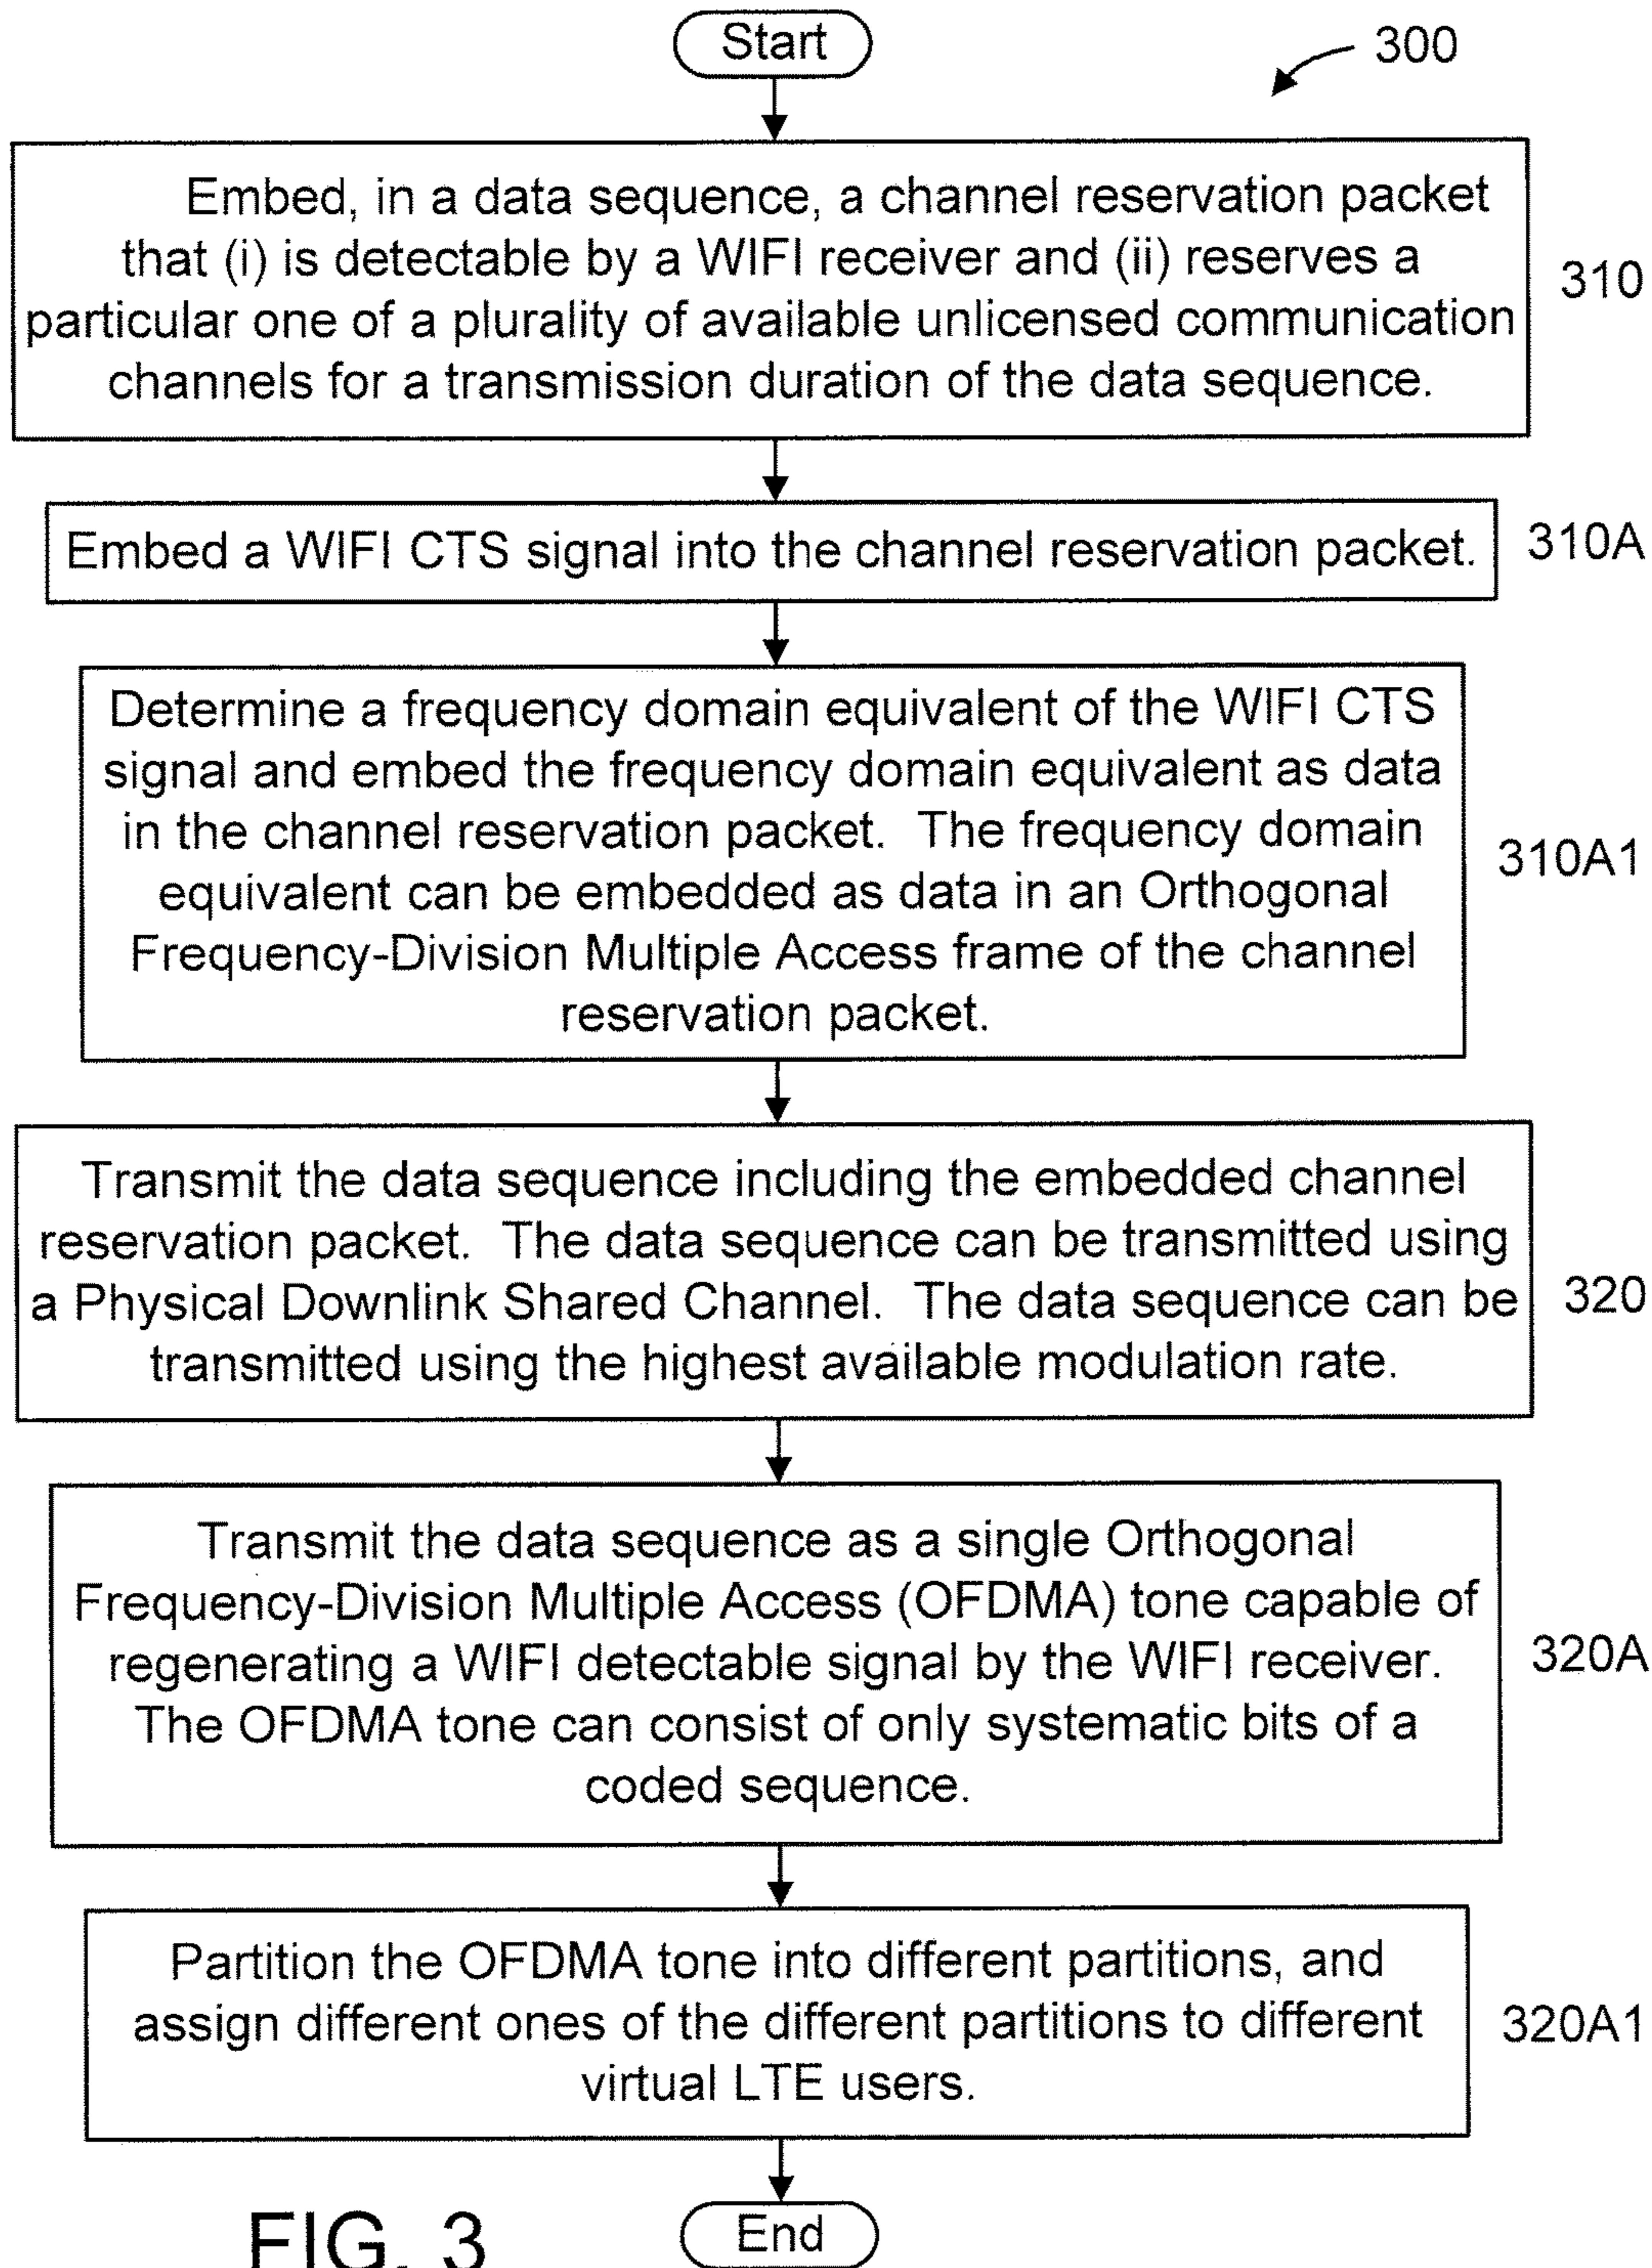 Start
300
Embed, in a data sequence, a channel reservation packet
that (i) is detectable by a WIFI receiver and (ii) reserves a
particular one of a plurality of available unlicensed communication
channels for a transmission duration of the data sequence.
310
Embed a WIFI CTS signal into the channel reservation packet.
310A
Determine a frequency domain equivalent of the WIFI CTS
signal and embed the frequency domain equivalent as data
in the channel reservation packet. The frequency domain
equivalent can be embedded as data in an Orthogonal
Frequency-Division Multiple Access frame of the channel
reservation packet.
310A1
Transmit the data sequence including the embedded channel
reservation packet. The data sequence can be transmitted using
a Physical Downlink Shared Channel. The data sequence can be
transmitted using the highest available modulation rate.
320
Transmit the data sequence as a single Orthogonal
Frequency-Division Multiple Access (OFDMA) tone capable of
regenerating a WIFI detectable signal by the WIFI receiver.
The OFDMA tone can consist of only systematic bits of a
coded sequence.
320A
Partition the OFDMA tone into different partitions, and
assign different ones of the different partitions to different
virtual LTE users.
320A1
End
FIG. 3